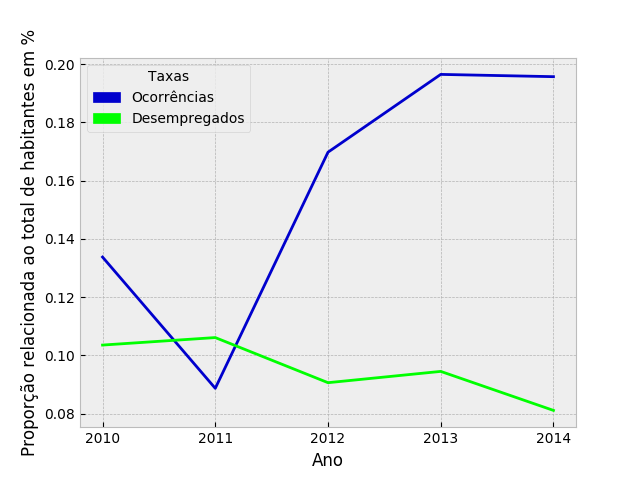 Proporção relacionada ao total de habitantes em %
0.20
0.18
0.16
0.14
0.12
0.10
0.08
Taxas
Ocorrências
Desempregados
2010 2011 2012 2013 2014
Ano